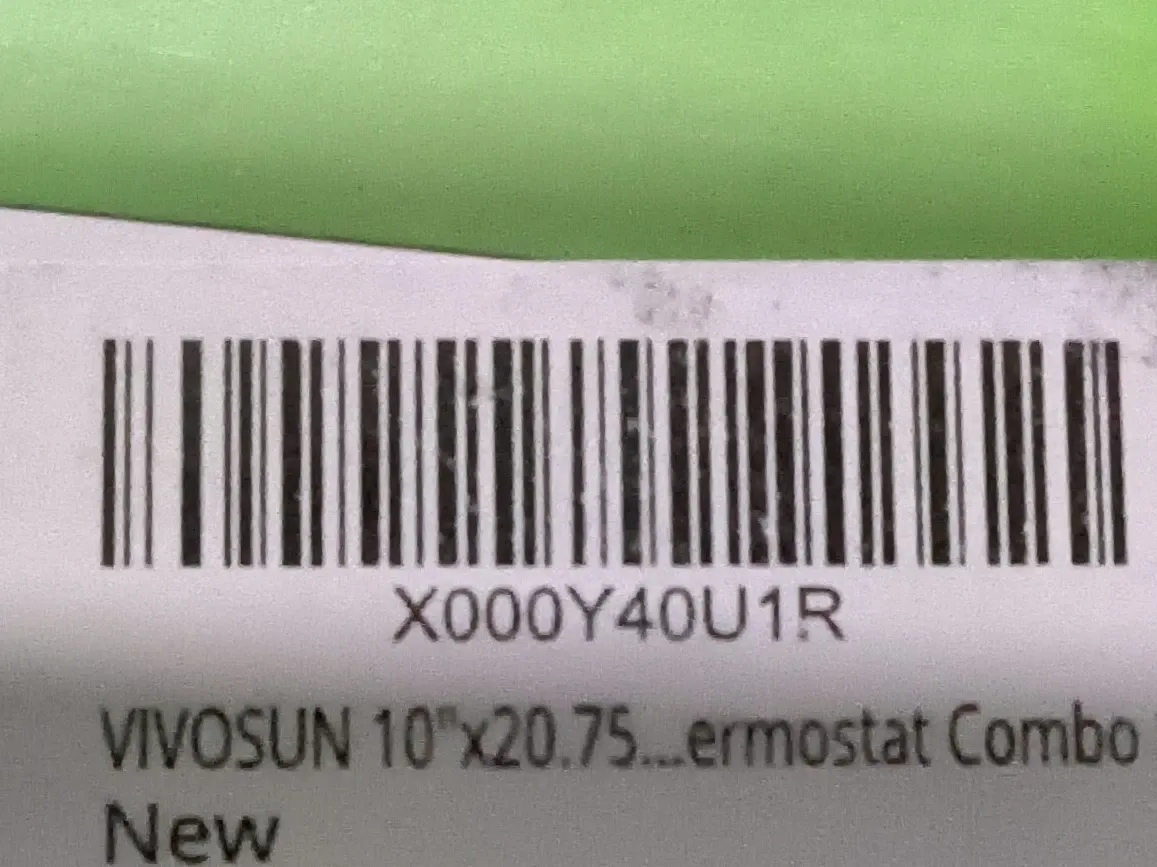 X000Y40U1R
VIVOSUN 10"x20.75...ermostat Combo
New